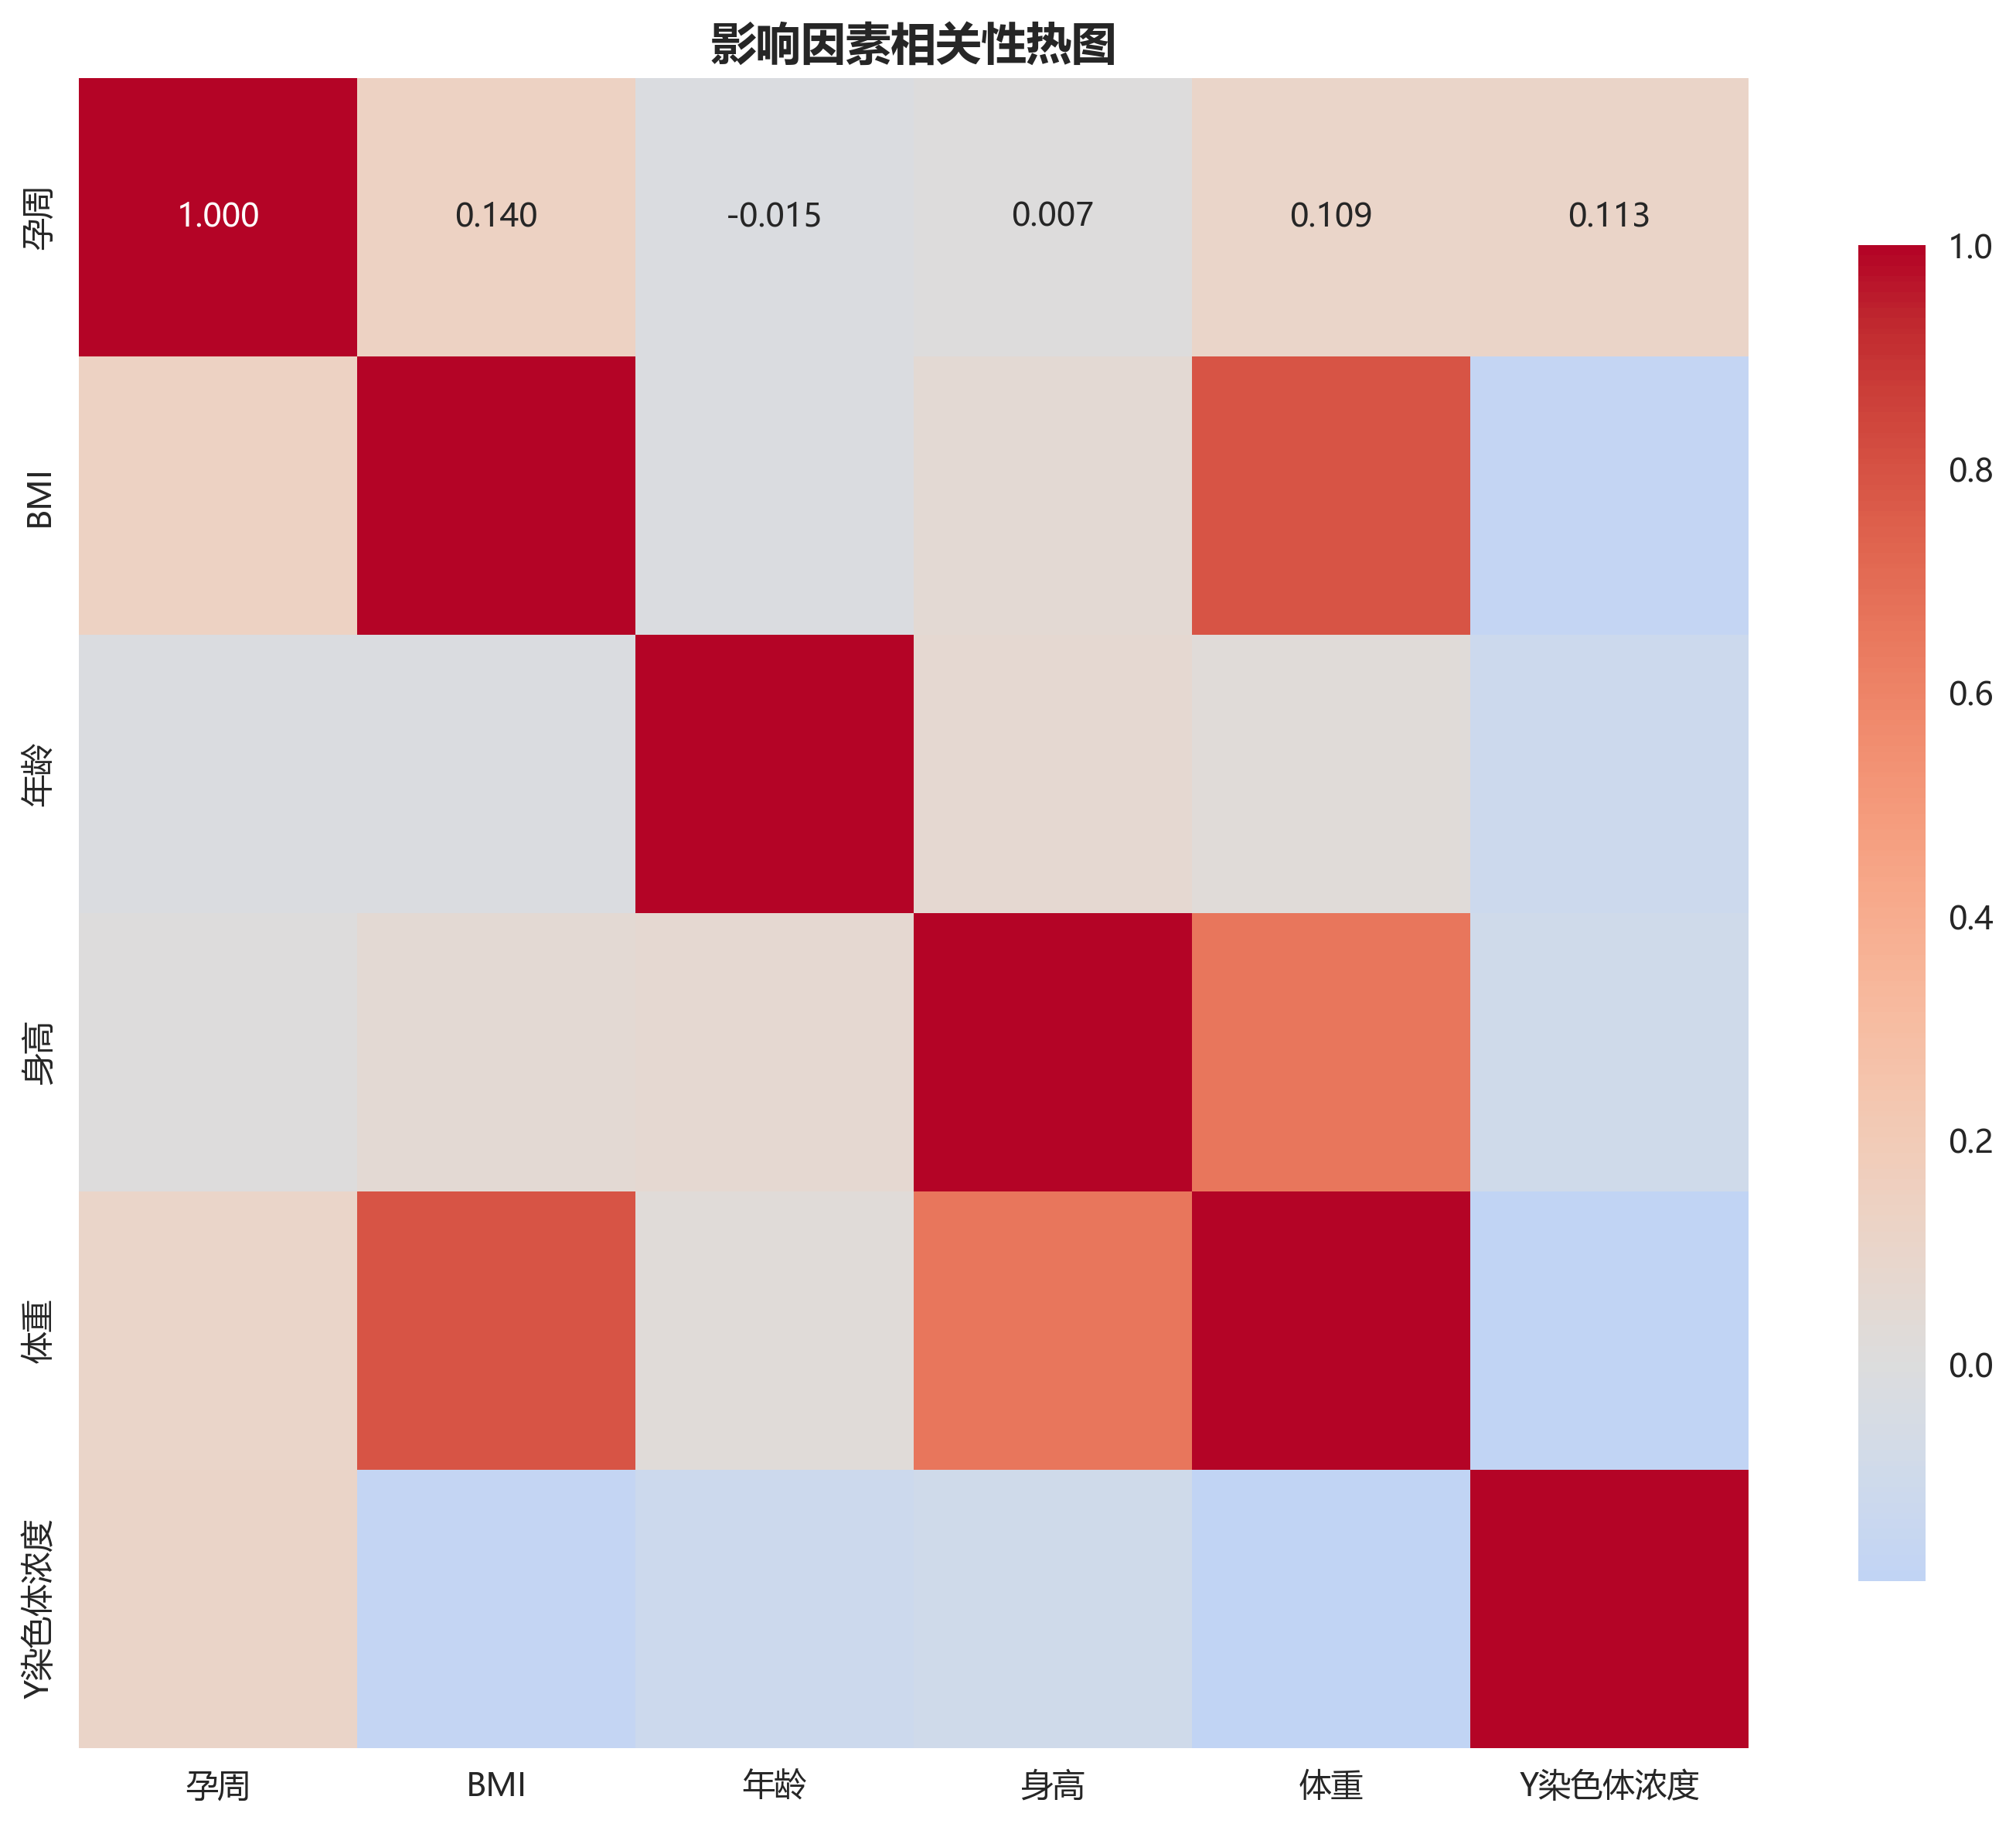 影响因素相关性热图
孕周
1.000
0.140
-0.015
0.007
0.109
0.113
BMI
年龄
身高
体重
Y染色体浓度
孕周
BMI
年龄
身高
体重
Y染色体浓度
1.0
0.8
0.6
0.4
0.2
0.0